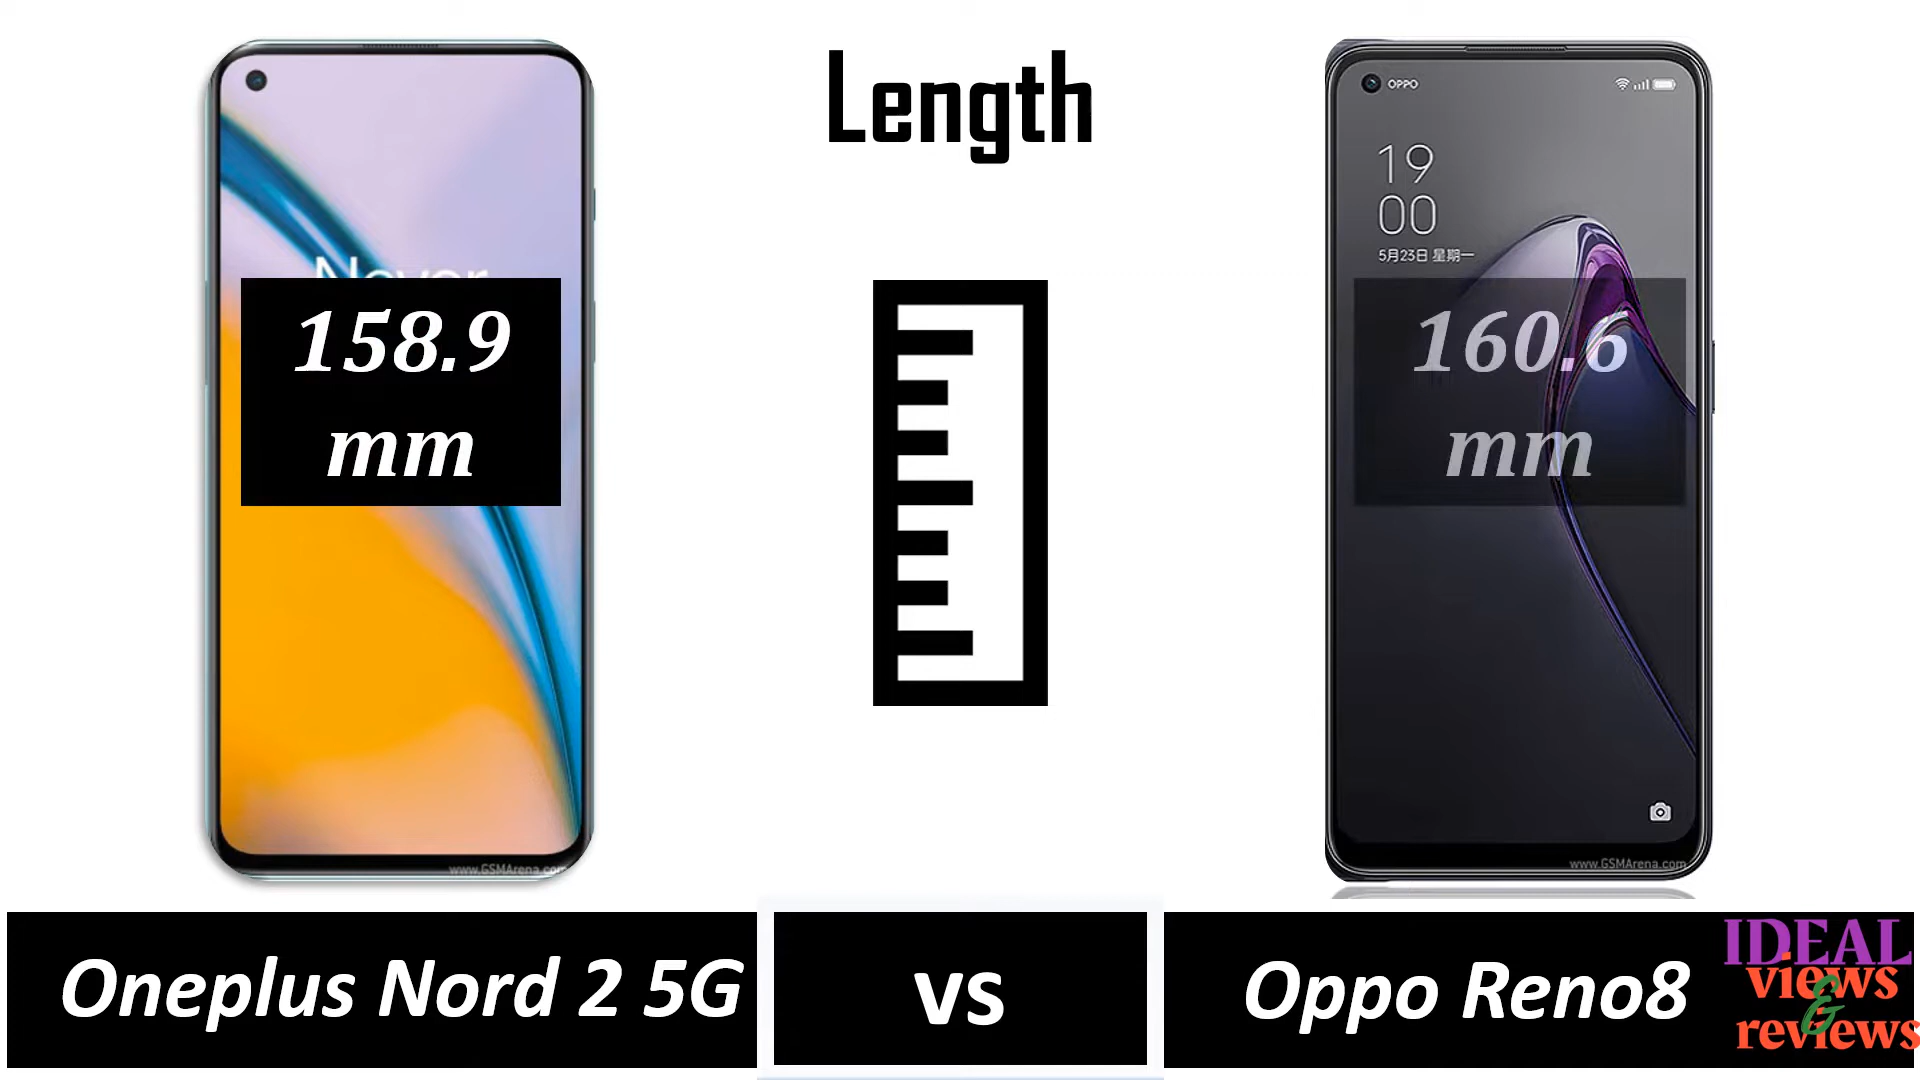 Length
OPPO
19
00
5月23日 星期一
Never
158.9
mm
160.6
mm
www.GSMArena.com
www.GSMArena.com
Oneplus Nord 2 5G
vs
Oppo Reno8
IDEAL
views
&
reviews